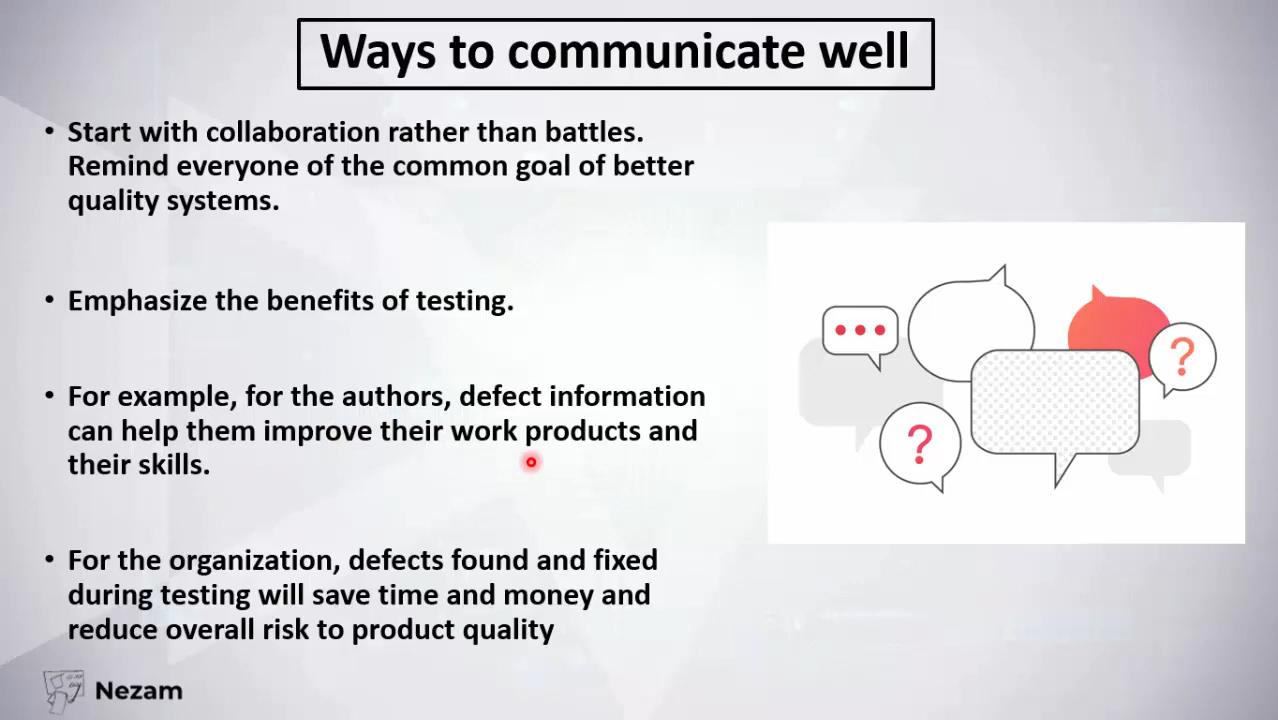 Ways to communicate well
• Start with collaboration rather than battles.
Remind everyone of the common goal of better
quality systems.
• Emphasize the benefits of testing.
• For example, for the authors, defect information
can help them improve their work products and
their skills.
? 
?
• For the organization, defects found and fixed
during testing will save time and money and
reduce overall risk to product quality
Nezam